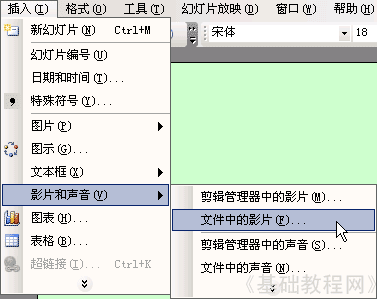 插入(I) 格式(O) 工具(T) 幻灯片放映(D) 窗口(W) 帮助(H)
新幻灯片(N) Ctrl+M
宋体 18
幻灯片编号(U)
日期和时间(T)...
特殊符号(Y)...
图片(P)
图示(G)...
文本框(X)
影片和声音(V)
剪辑管理器中的影片(M)...
图表(H)...
文件中的影片(F)...
表格(B)...
剪辑管理器中的声音(S)...
超链接(I)... Ctrl+K
文件中的声音(N)...
《基础教程网》